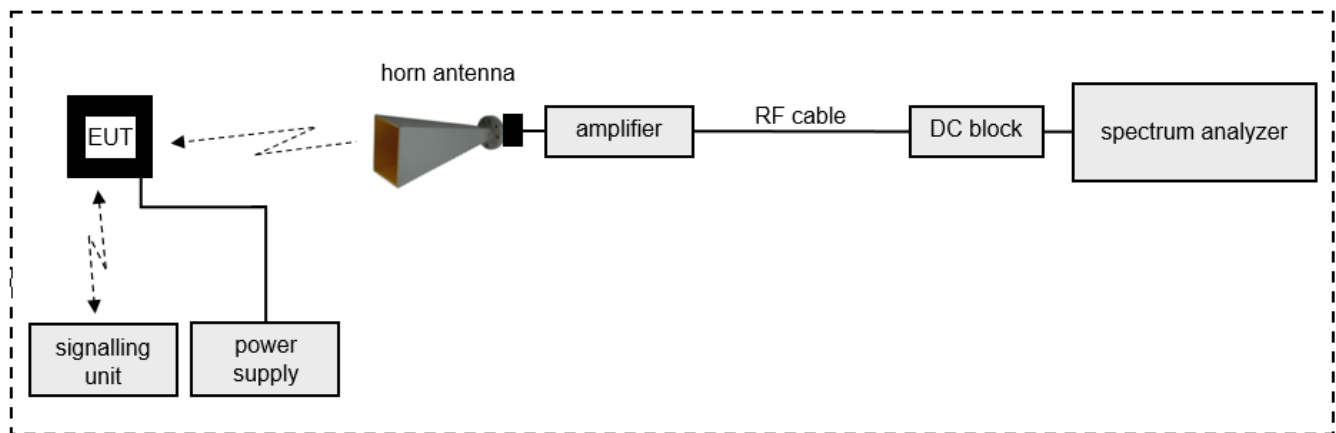 horn antenna
EUT
amplifier
RF cable
DC block
spectrum analyzer
signalling
unit
power
supply